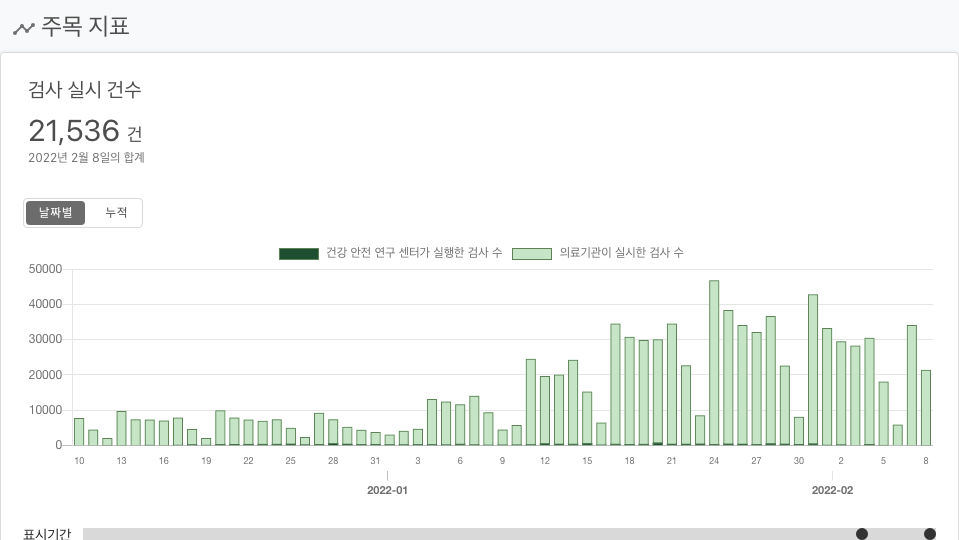 주목 지표
검사 실시 건수
21,536 건
2022년 2월 8일의 합계
날짜별 누적
건강 안전 연구 센터가 실행한 검사 수 의료기관이 실시한 검사 수
50000
40000
30000
20000
10000
0
10 13 16 19 22 25 28 31 3 6 9 12 15 18 21 24 27 30 2 5 8
2022-01 2022-02
표시기간